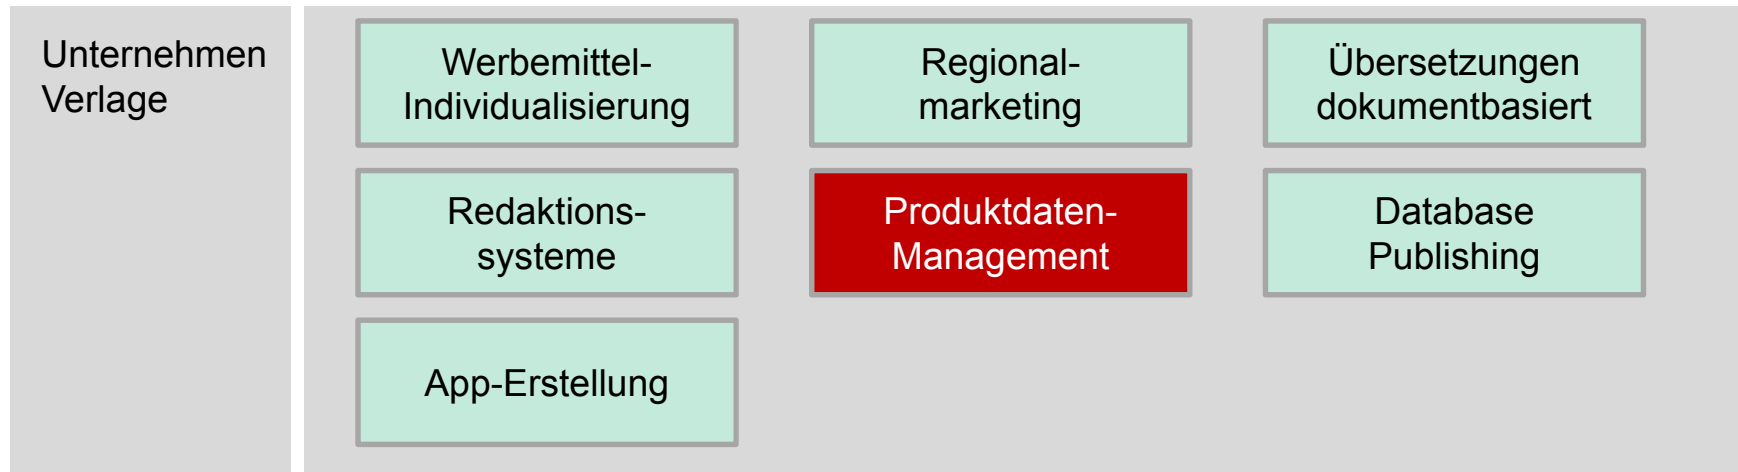 Unternehmen
Verlage
Werbemittel-
Individualisierung
Regional-
marketing
Übersetzungen
dokumentbasiert
Redaktions-
systeme
Produktdaten-
Management
Database
Publishing
App-Erstellung